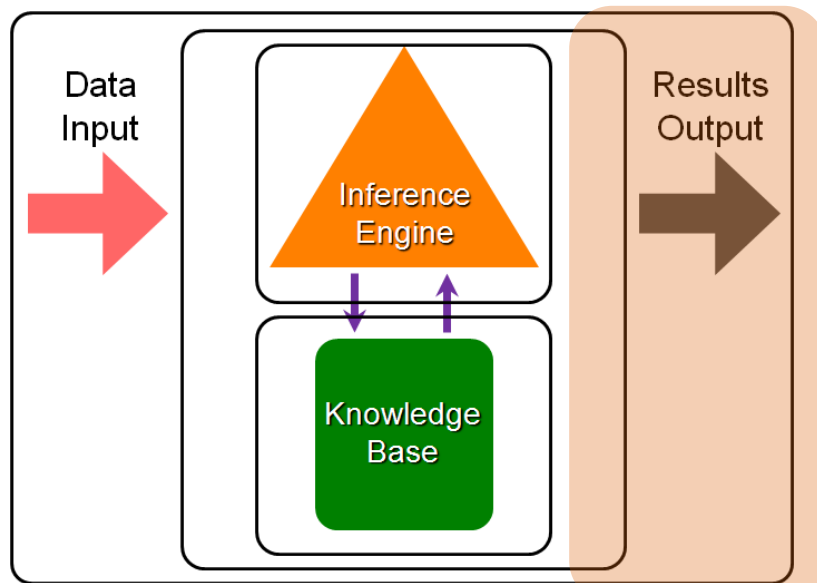 Data
Input
Inference
Engine
Knowledge
Base
Results
Output